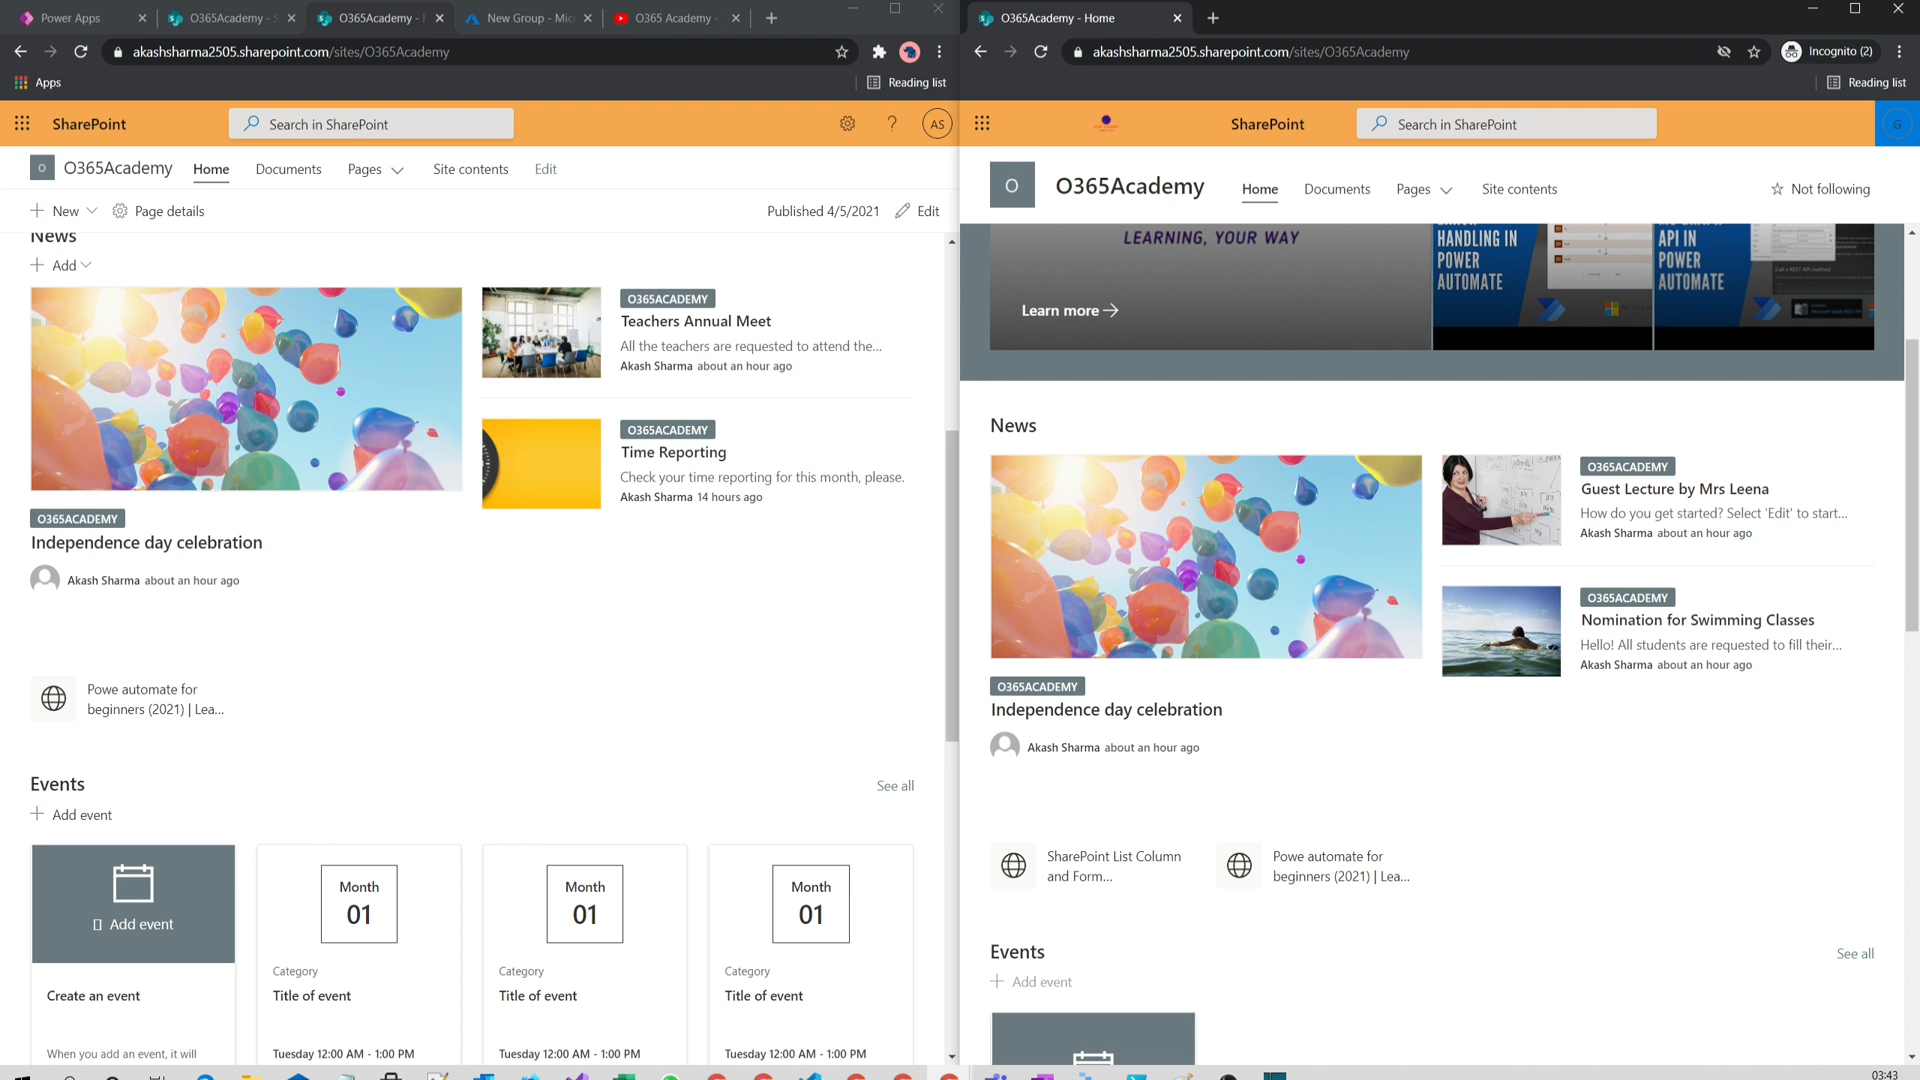 Power Apps
O365Academy - S
O365Academy - H
New Group - Mic
O365 Academy -
akashsharma2505.sharepoint.com/sites/O365Academy
Apps
Reading list
SharePoint
Search in SharePoint
?
AS
O
O365Academy
Home
Documents
Pages
Site contents
Edit
New
Page details
Published 4/5/2021
Edit
News
Add
O365ACADEMY
Teachers Annual Meet
All the teachers are requested to attend the...
Akash Sharma about an hour ago
O365ACADEMY
Time Reporting
Check your time reporting for this month, please.
Akash Sharma 14 hours ago
O365ACADEMY
Independence day celebration
Akash Sharma about an hour ago
Powe automate for
beginners (2021) | Lea...
Events
See all
Add event
Add event
Create an event
When you add an event, it will
Month
01
Category
Title of event
Tuesday 12:00 AM - 1:00 PM
Month
01
Category
Title of event
Tuesday 12:00 AM - 1:00 PM
Month
01
Category
Title of event
Tuesday 12:00 AM - 1:00 PM
O365Academy - Home
akashsharma2505.sharepoint.com/sites/O365Academy
Incognito (2)
Reading list
SharePoint
Search in SharePoint
G
O
O365Academy
Home
Documents
Pages
Site contents
Not following
LEARNING, YOUR WAY
Learn more
HANDLING IN
POWER
AUTOMATE
API IN
POWER
AUTOMATE
Call a REST API method
News
O365ACADEMY
Guest Lecture by Mrs Leena
How do you get started? Select 'Edit' to start...
Akash Sharma about an hour ago
O365ACADEMY
Nomination for Swimming Classes
Hello! All students are requested to fill their...
Akash Sharma about an hour ago
O365ACADEMY
Independence day celebration
Akash Sharma about an hour ago
SharePoint List Column
and Form...
Powe automate for
beginners (2021) | Lea...
Events
See all
Add event
03:43